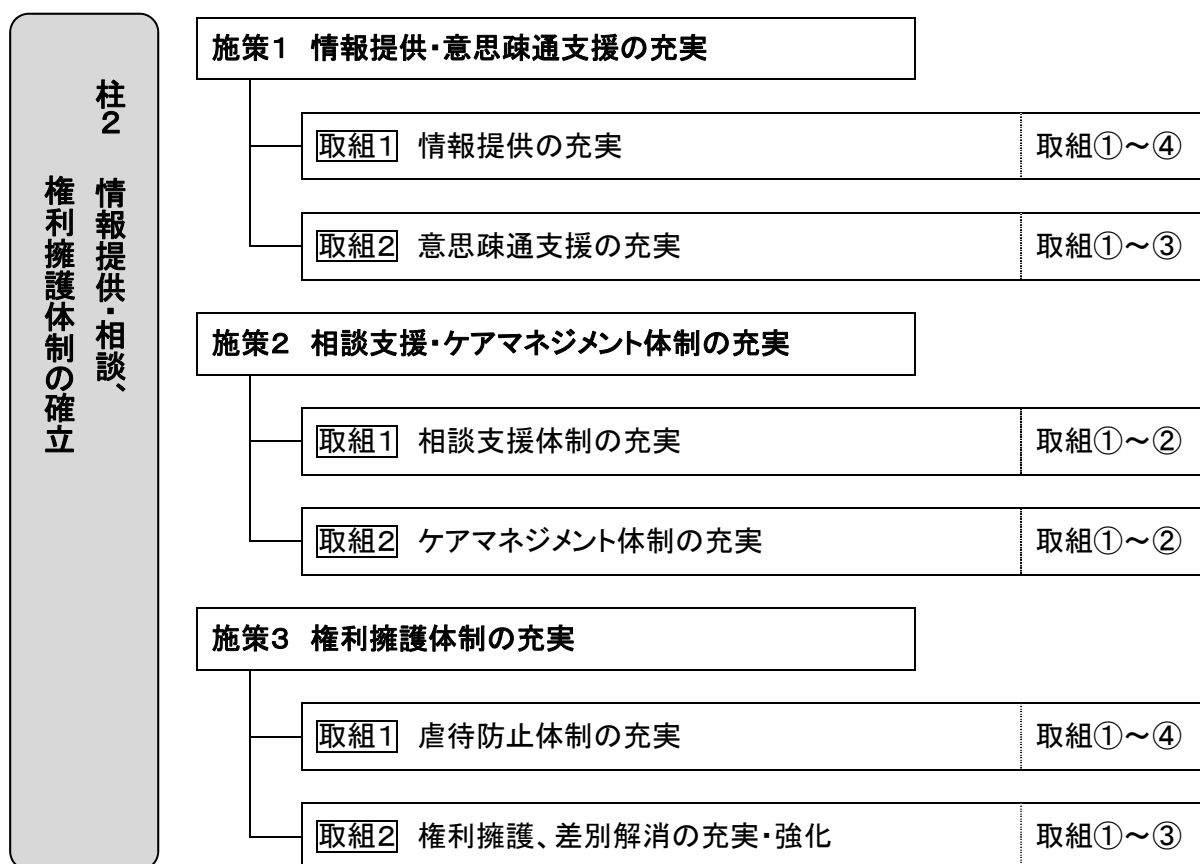 柱2 情報提供・相談、
権利擁護体制の確立
施策1 情報提供・意思疎通支援の充実
取組1 情報提供の充実 取組①~④
取組2 意思疎通支援の充実 取組①~③
施策2 相談支援・ケアマネジメント体制の充実
取組1 相談支援体制の充実 取組①~②
取組2 ケアマネジメント体制の充実 取組①~②
施策3 権利擁護体制の充実
取組1 虐待防止体制の充実 取組①~④
取組2 権利擁護、差別解消の充実・強化 取組①~③